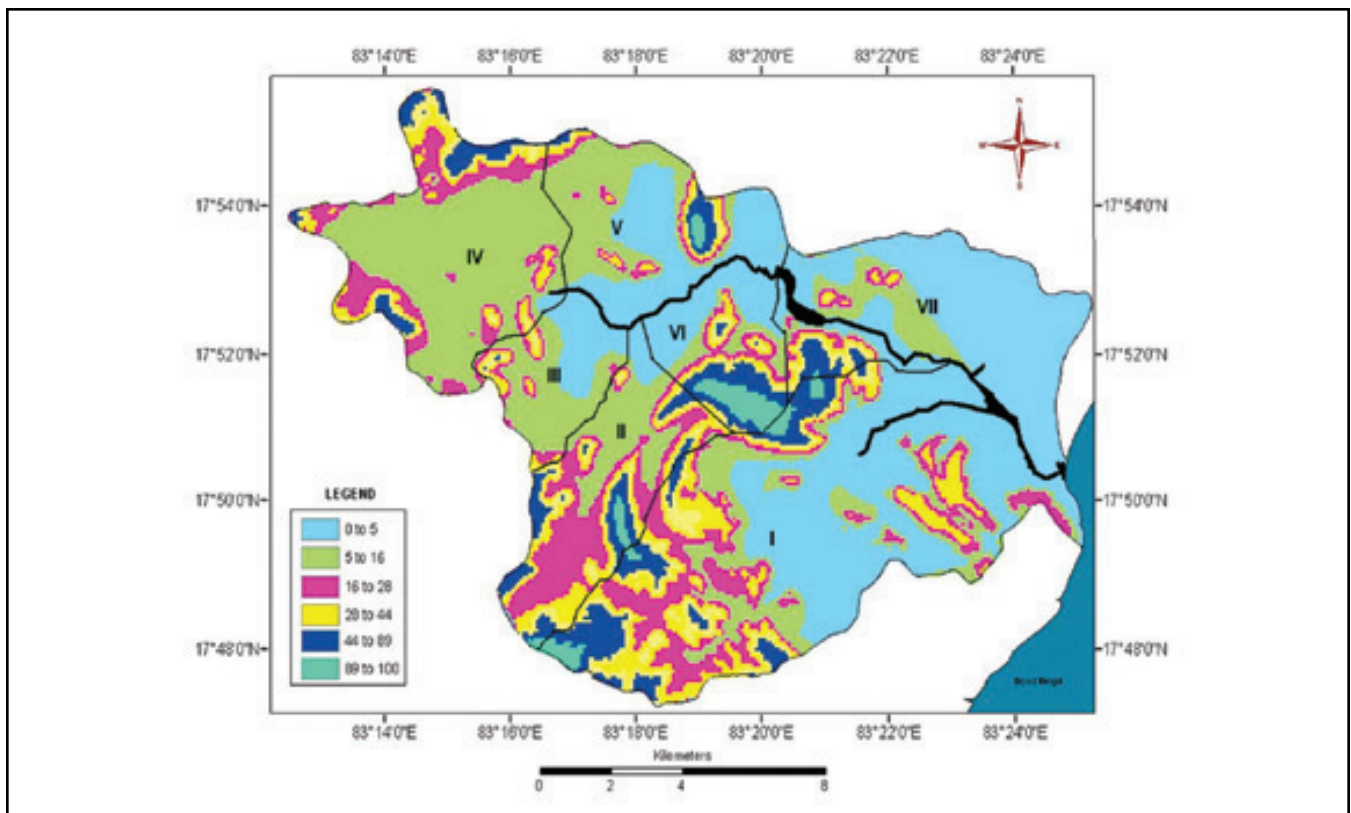 83°14'0"E 83°16'0"E 83°18'0"E 83°20'0"E 83°22'0"E 83°24'0"E
N
W E
S
17°54'0"N 17°54'0"N
V
IV
VII
VI
17°52'0"N 17°52'0"N
III
II
17°50'0"N 17°50'0"N
I
LEGEND
0 to 5
5 to 16
16 to 28
28 to 44
44 to 89
89 to 100
17°48'0"N 17°48'0"N
83°14'0"E 83°16'0"E 83°18'0"E 83°20'0"E 83°22'0"E 83°24'0"E
Kilometers
0 2 4 8